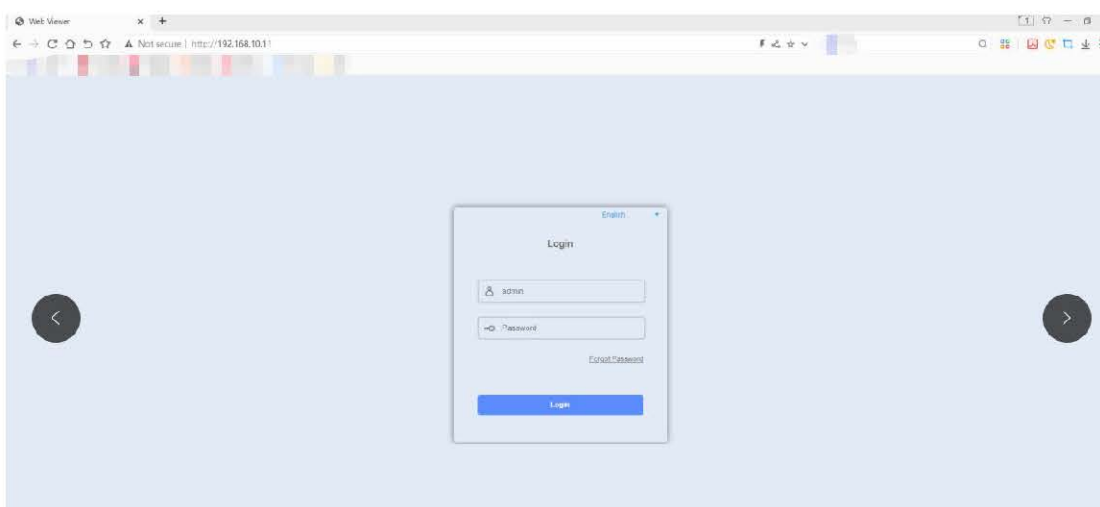 Web Viewer
Not secure | http://192.168.10.1
English
Login
admin
Password
Forgot Password
Login